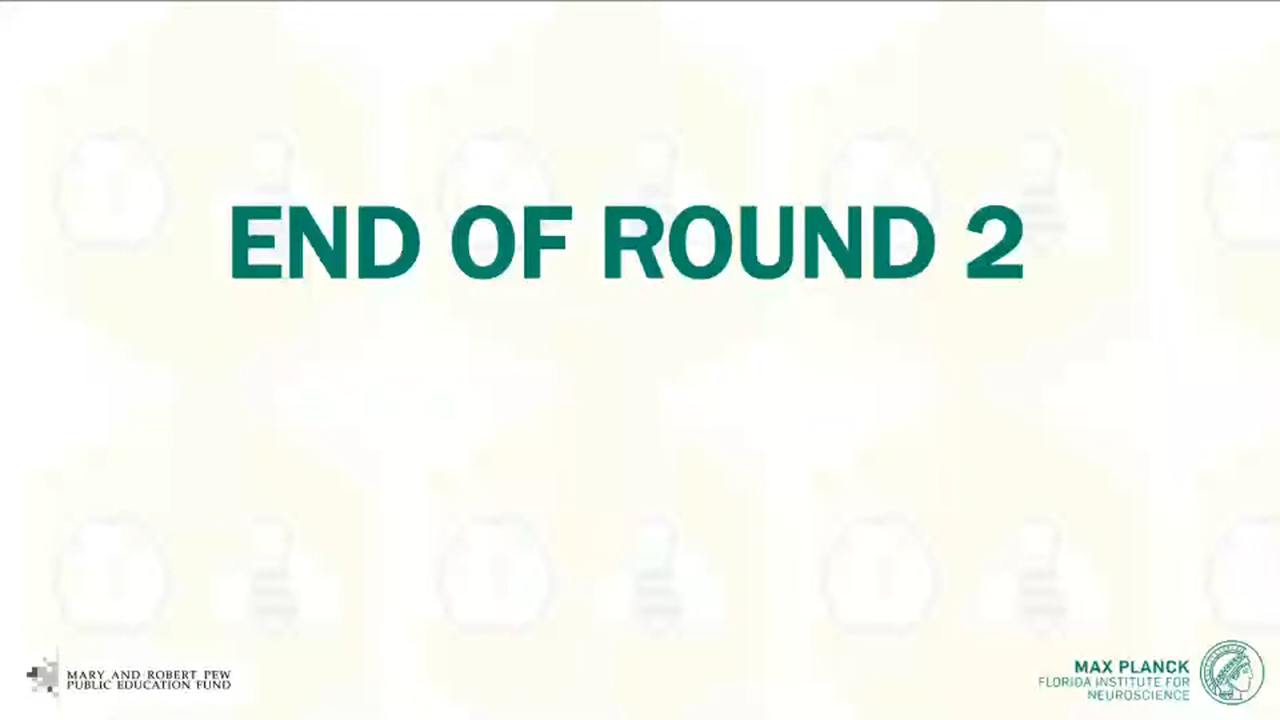 END OF ROUND 2
MARY AND ROBERT PEW
PUBLIC EDUCATION FUND
MAX PLANCK
FLORIDA INSTITUTE FOR
NEUROSCIENCE